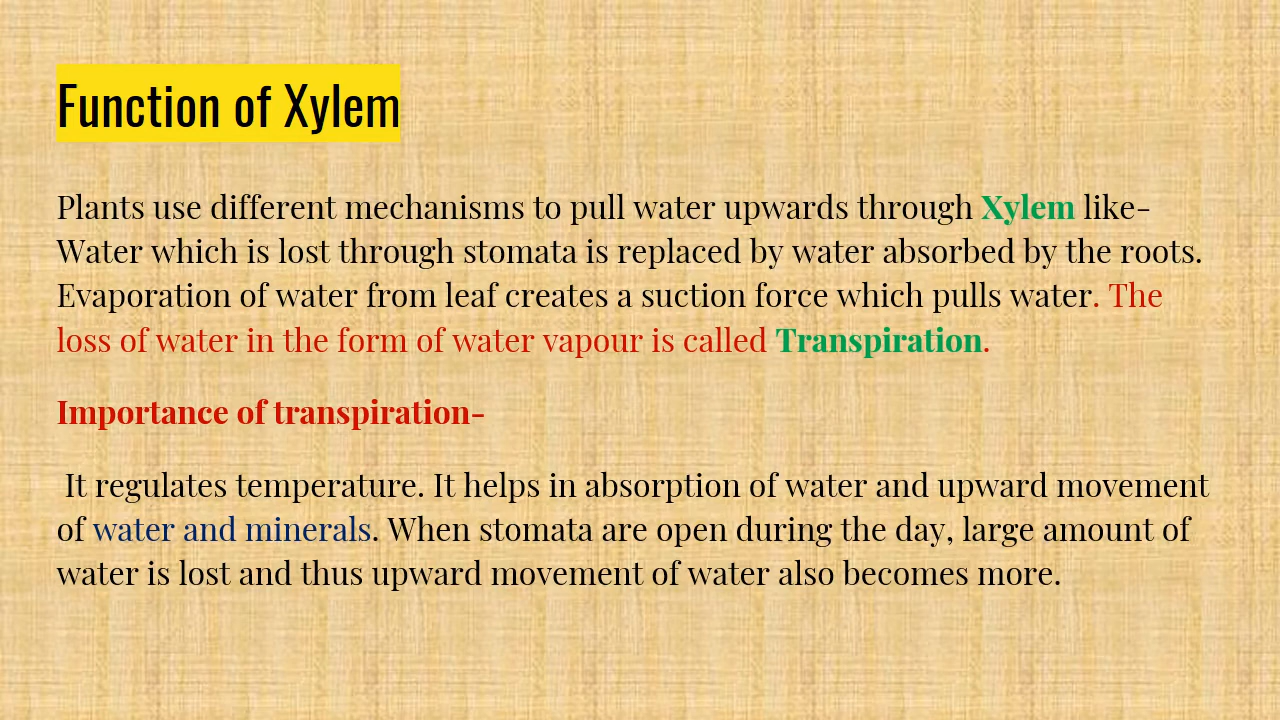 Function of Xylem
Plants use different mechanisms to pull water upwards through Xylem like-
Water which is lost through stomata is replaced by water absorbed by the roots.
Evaporation of water from leaf creates a suction force which pulls water. The
loss of water in the form of water vapour is called Transpiration.
Importance of transpiration-
It regulates temperature. It helps in absorption of water and upward movement
of water and minerals. When stomata are open during the day, large amount of
water is lost and thus upward movement of water also becomes more.